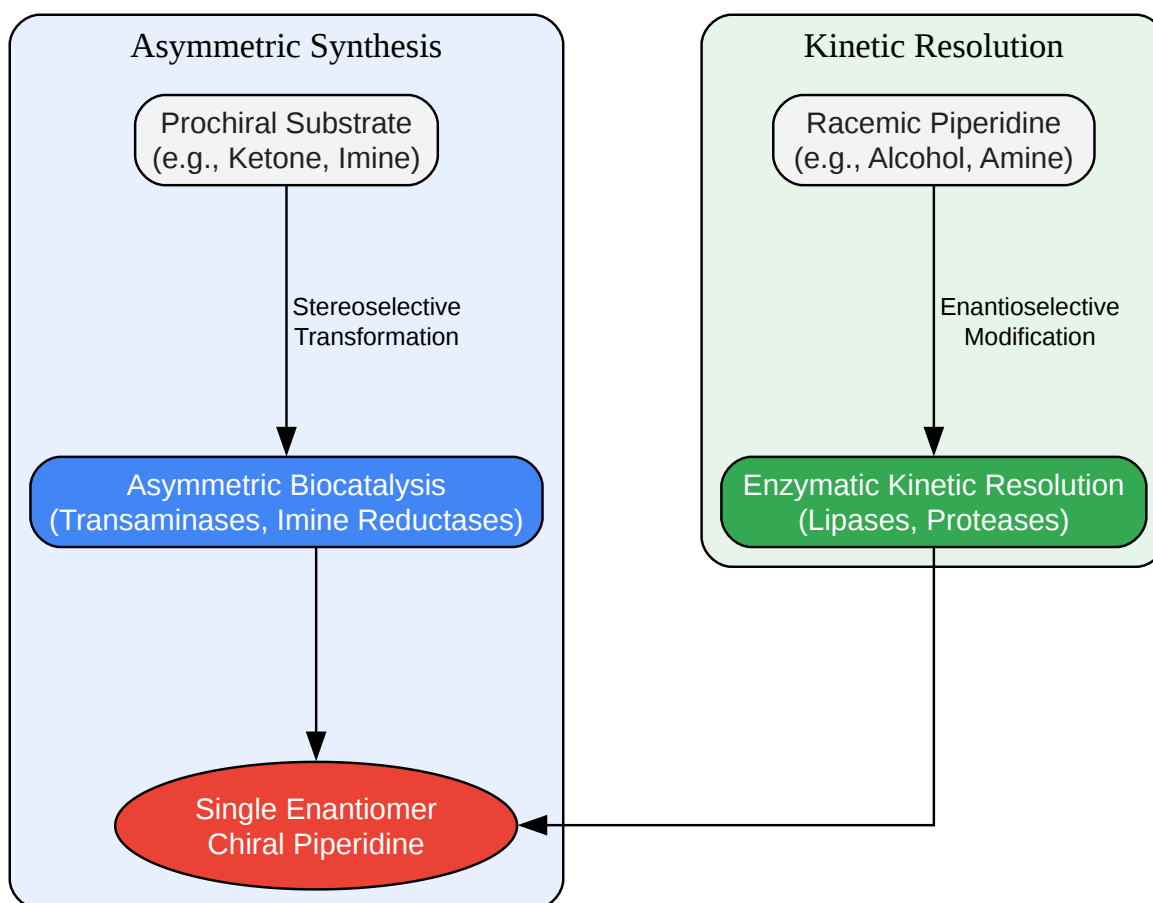 Asymmetric Synthesis
Prochiral Substrate
(e.g., Ketone, Imine)
Stereoselective
Transformation
Asymmetric Biocatalysis
(Transaminases, Imine Reductases)
Single Enantiomer
Chiral Piperidine
Kinetic Resolution
Racemic Piperidine
(e.g., Alcohol, Amine)
Enantioselective
Modification
Enzymatic Kinetic Resolution
(Lipases, Proteases)